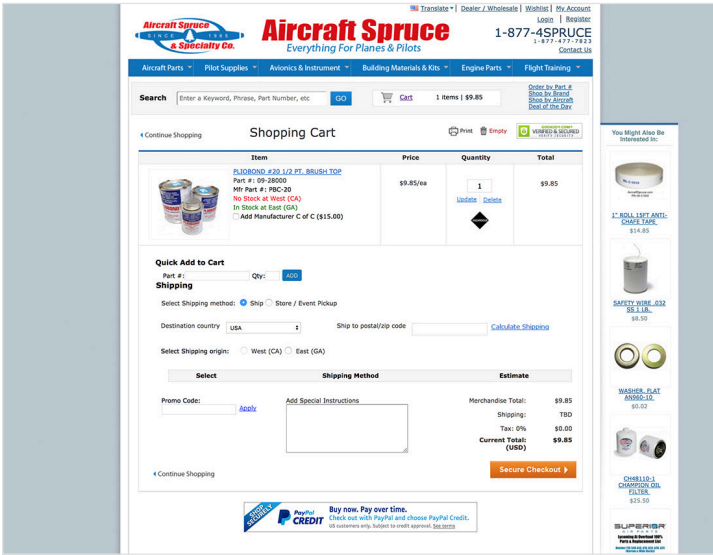 Translate | Dealer / Wholesale | Wishlist | My Account
Login | Register
Aircraft Spruce
SINCE 1965
& Specialty Co.
Aircraft Spruce
Everything For Planes & Pilots
1-877-4SPRUCE
1-877-477-7823
Contact Us
Aircraft Parts Pilot Supplies Avionics & Instrument Building Materials & Kits Engine Parts Flight Training
Search Enter a Keyword, Phrase, Part Number, etc GO Cart 1 items | $9.85
Order by Part #
Shop by Brand
Shop by Aircraft
Deal of the Day
Continue Shopping Shopping Cart Print Empty
VERIFIED & SECURED
VERIFY SECURITY
Item Price Quantity Total
PLIOBOND #20 1/2 PT. BRUSH TOP
Part #: 09-28000
Mfr Part #: PBC-20
No Stock at West (CA)
In Stock at East (GA)
Add Manufacturer C of C ($15.00)
$9.85/ea
1
Update Delete
$9.85
Quick Add to Cart
Part #: Qty: ADD
Shipping
Select Shipping method: Ship Store / Event Pickup
Destination country USA Ship to postal/zip code Calculate Shipping
Select Shipping origin: West (CA) East (GA)
Select Shipping Method Estimate
Promo Code:
Apply
Add Special Instructions
Merchandise Total: $9.85
Shipping: TBD
Tax: 0% $0.00
Current Total: $9.85
(USD)
Continue Shopping
Secure Checkout
SHOP
SECURELY
PayPal
CREDIT
Buy now. Pay over time.
Check out with PayPal and choose PayPal Credit.
US customers only. Subject to credit approval. See terms
You Might Also Be
Interested In:
1" ROLL 15FT ANTI-
CHAFE TAPE
$14.85
SAFETY WIRE .032
SS 1 LB.
$8.50
WASHER, FLAT
AN960-10
$0.02
CH48110-1
CHAMPION OIL
FILTER
$25.50
SUPERIOR
AIR PARTS
Lycoming At Overhaul 100%
Parts & Replacement List